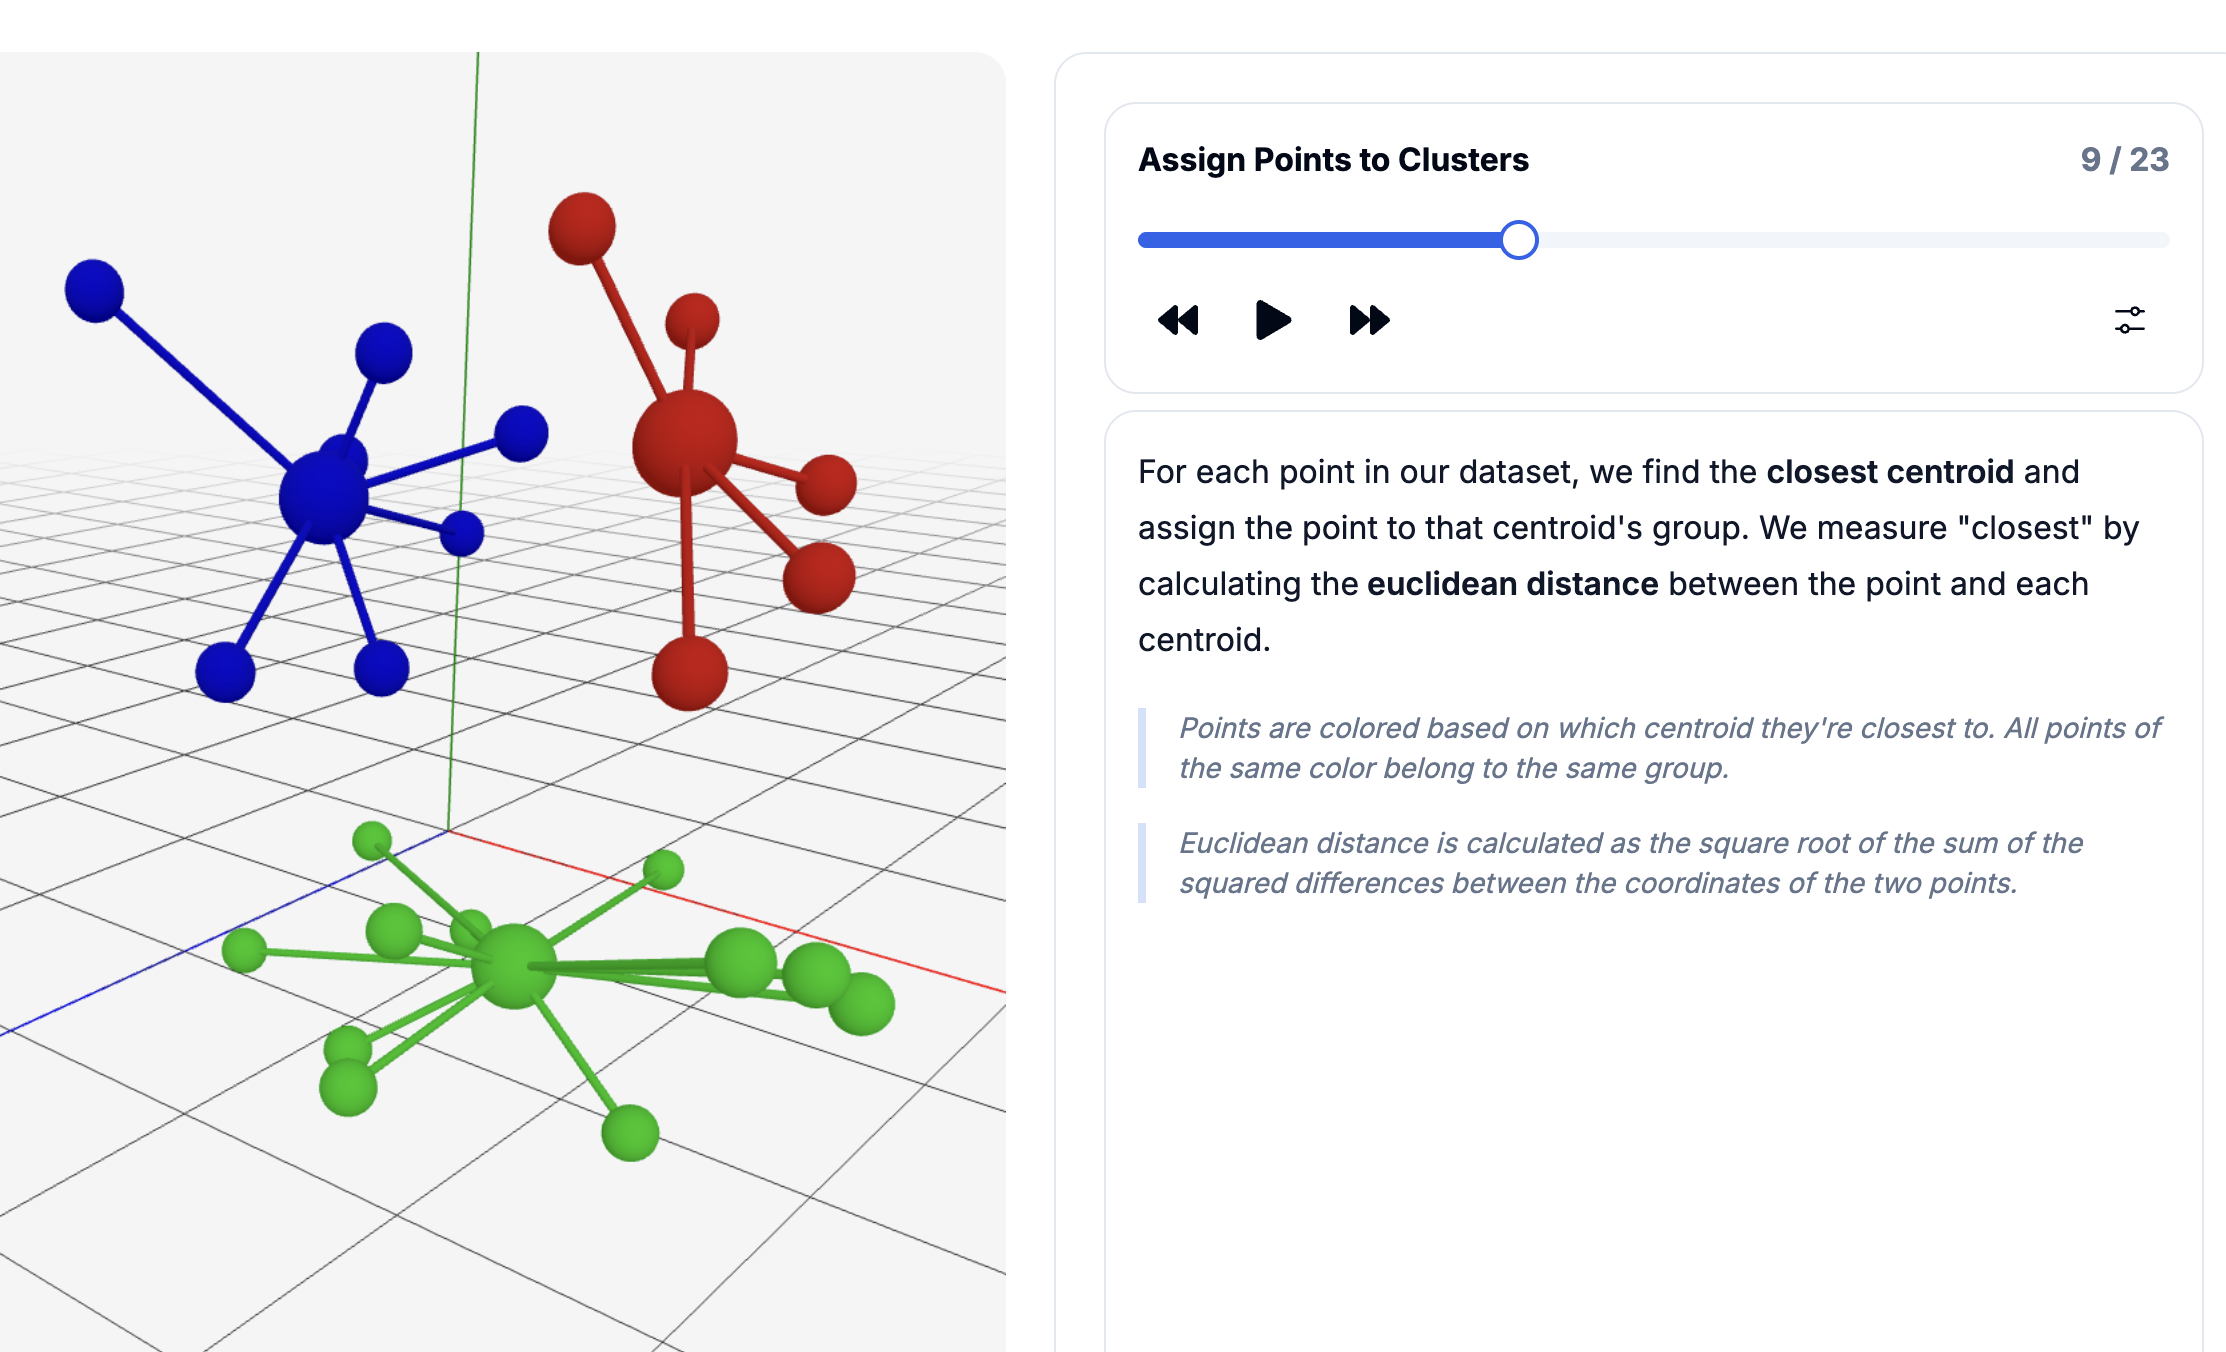 Assign Points to Clusters
9 / 23
For each point in our dataset, we find the closest centroid and
assign the point to that centroid's group. We measure "closest" by
calculating the euclidean distance between the point and each
centroid.
Points are colored based on which centroid they're closest to. All points of
the same color belong to the same group.
Euclidean distance is calculated as the square root of the sum of the
squared differences between the coordinates of the two points.